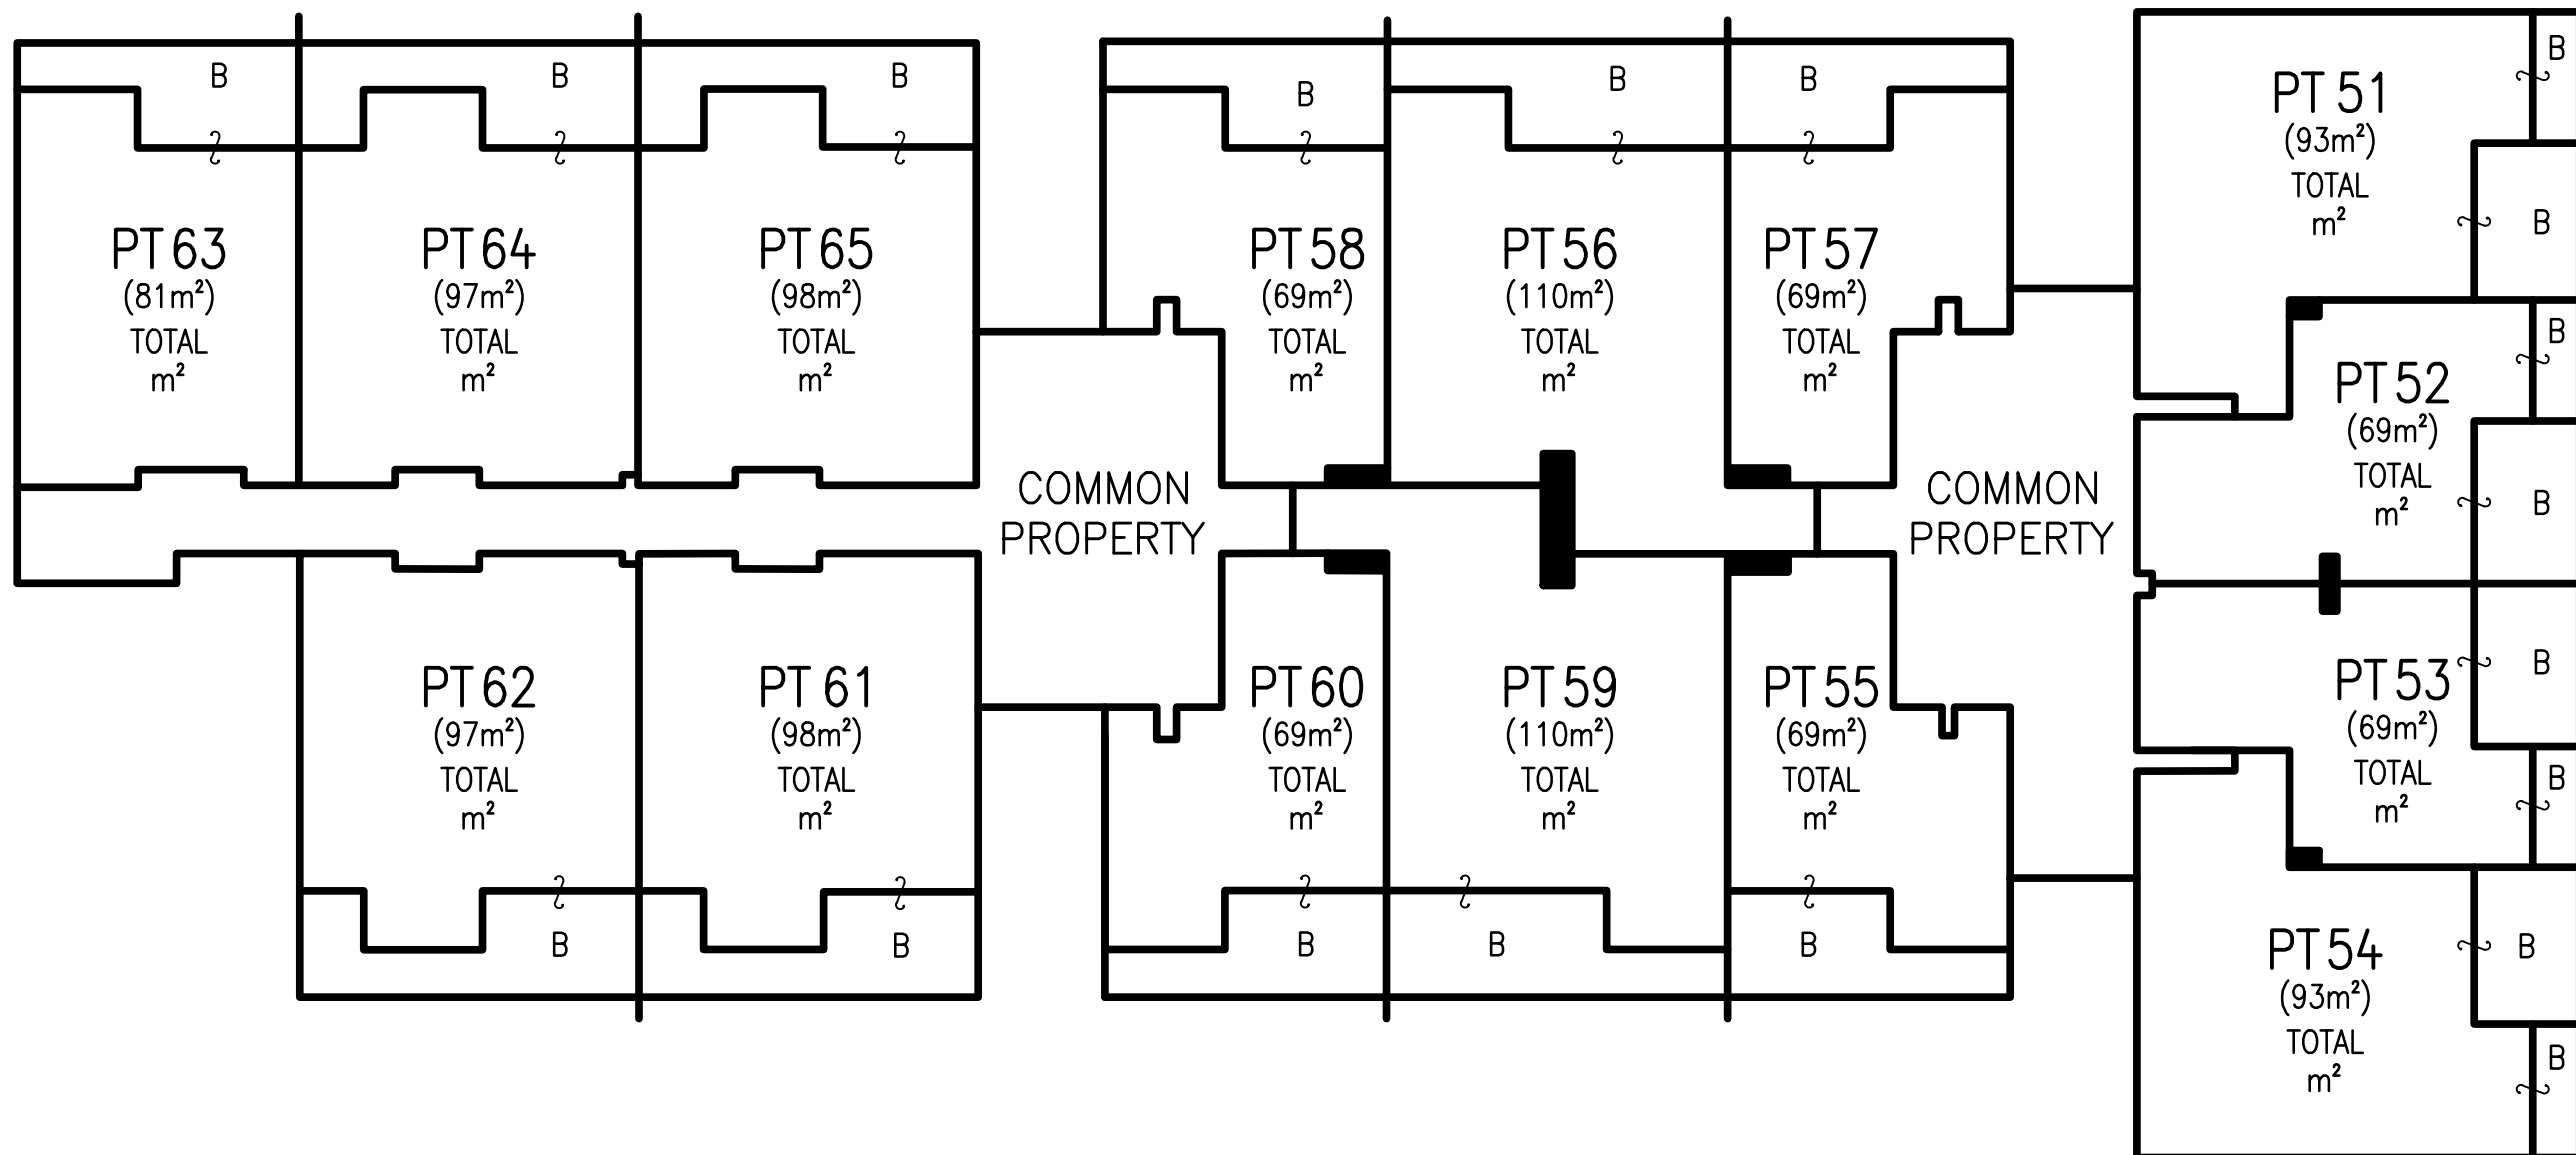 B
B
B
PT 63
(81m²)
TOTAL
m²
PT 64
(97m²)
TOTAL
m²
PT 65
(98m²)
TOTAL
m²
PT 62
(97m²)
TOTAL
m²
B
PT 61
(98m²)
TOTAL
m²
B
COMMON
PROPERTY
B
B
B
PT 58
(69m²)
TOTAL
m²
PT 56
(110m²)
TOTAL
m²
PT 57
(69m²)
TOTAL
m²
PT 60
(69m²)
TOTAL
m²
B
PT 59
(110m²)
TOTAL
m²
B
PT 55
(69m²)
TOTAL
m²
B
COMMON
PROPERTY
PT 51
(93m²)
TOTAL
m²
B
B
PT 52
(69m²)
TOTAL
m²
B
B
PT 53
(69m²)
TOTAL
m²
B
B
PT 54
(93m²)
TOTAL
m²
B
B